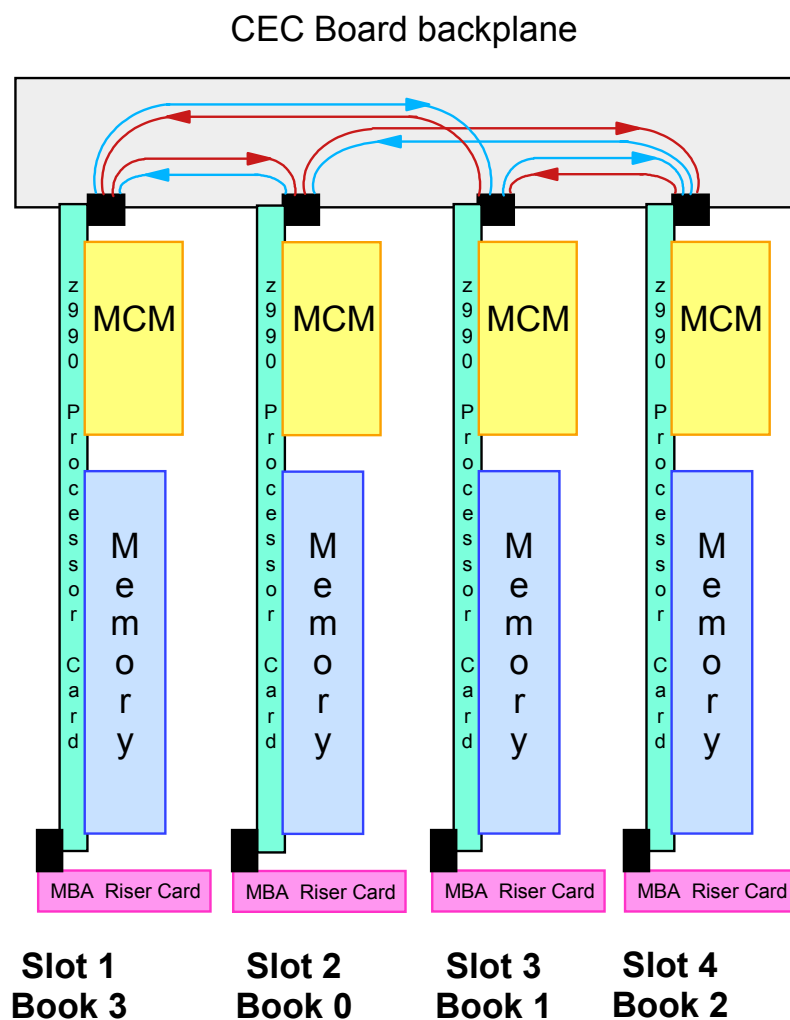 CEC Board backplane
z990 Processor Card
MCM
Memory
MBA Riser Card
Slot 1
Book 3
z990 Processor Card
MCM
Memory
MBA Riser Card
Slot 2
Book 0
z990 Processor Card
MCM
Memory
MBA Riser Card
Slot 3
Book 1
z990 Processor Card
MCM
Memory
MBA Riser Card
Slot 4
Book 2